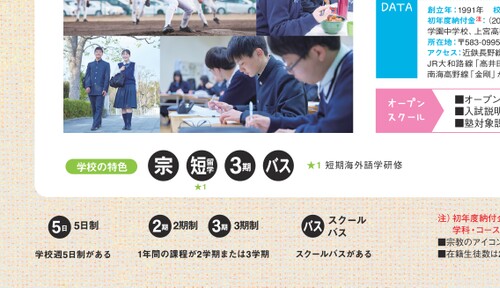 DATA
創立年：1991年
初年度納付金※：(20
学園中学校、上宮高
所在地：〒583-0995
アクセス：近鉄長野線
JR大和路線「高井田
南海高野線「金剛」
オープン
スクール
■オープン
■入試説明
■塾対象説
学校の特色
宗 短留学 3期 バス
★1 短期海外語学研修
★1
5日 5日制
2期 2期制 3期 3期制
バス スクール
バス
学校週5日制がある
1年間の課程が2学期または3学期
スクールバスがある
注）初年度納付金
学科・コース
■宗教のアイコン
■在籍生徒数は